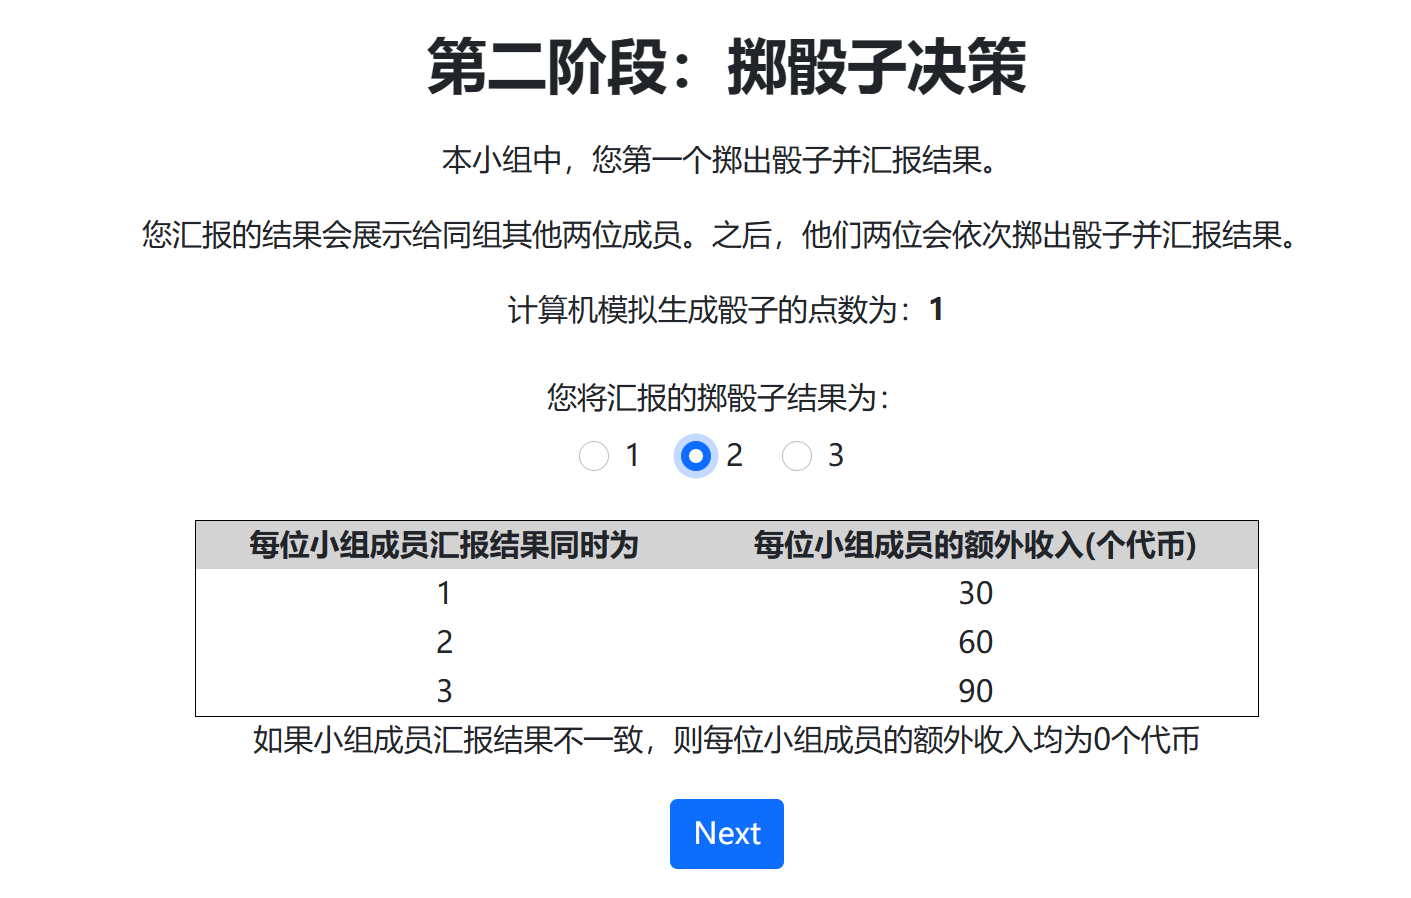 第二阶段：掷骰子决策
本小组中，您第一个掷出骰子并汇报结果。
您汇报的结果会展示给同组其他两位成员。之后，他们两位会依次掷出骰子并汇报结果。
计算机模拟生成骰子的点数为：1
您将汇报的掷骰子结果为：
1 2 3
每位小组成员汇报结果同时为 每位小组成员的额外收入(个代币)
1 30
2 60
3 90
如果小组成员汇报结果不一致，则每位小组成员的额外收入均为0个代币
Next